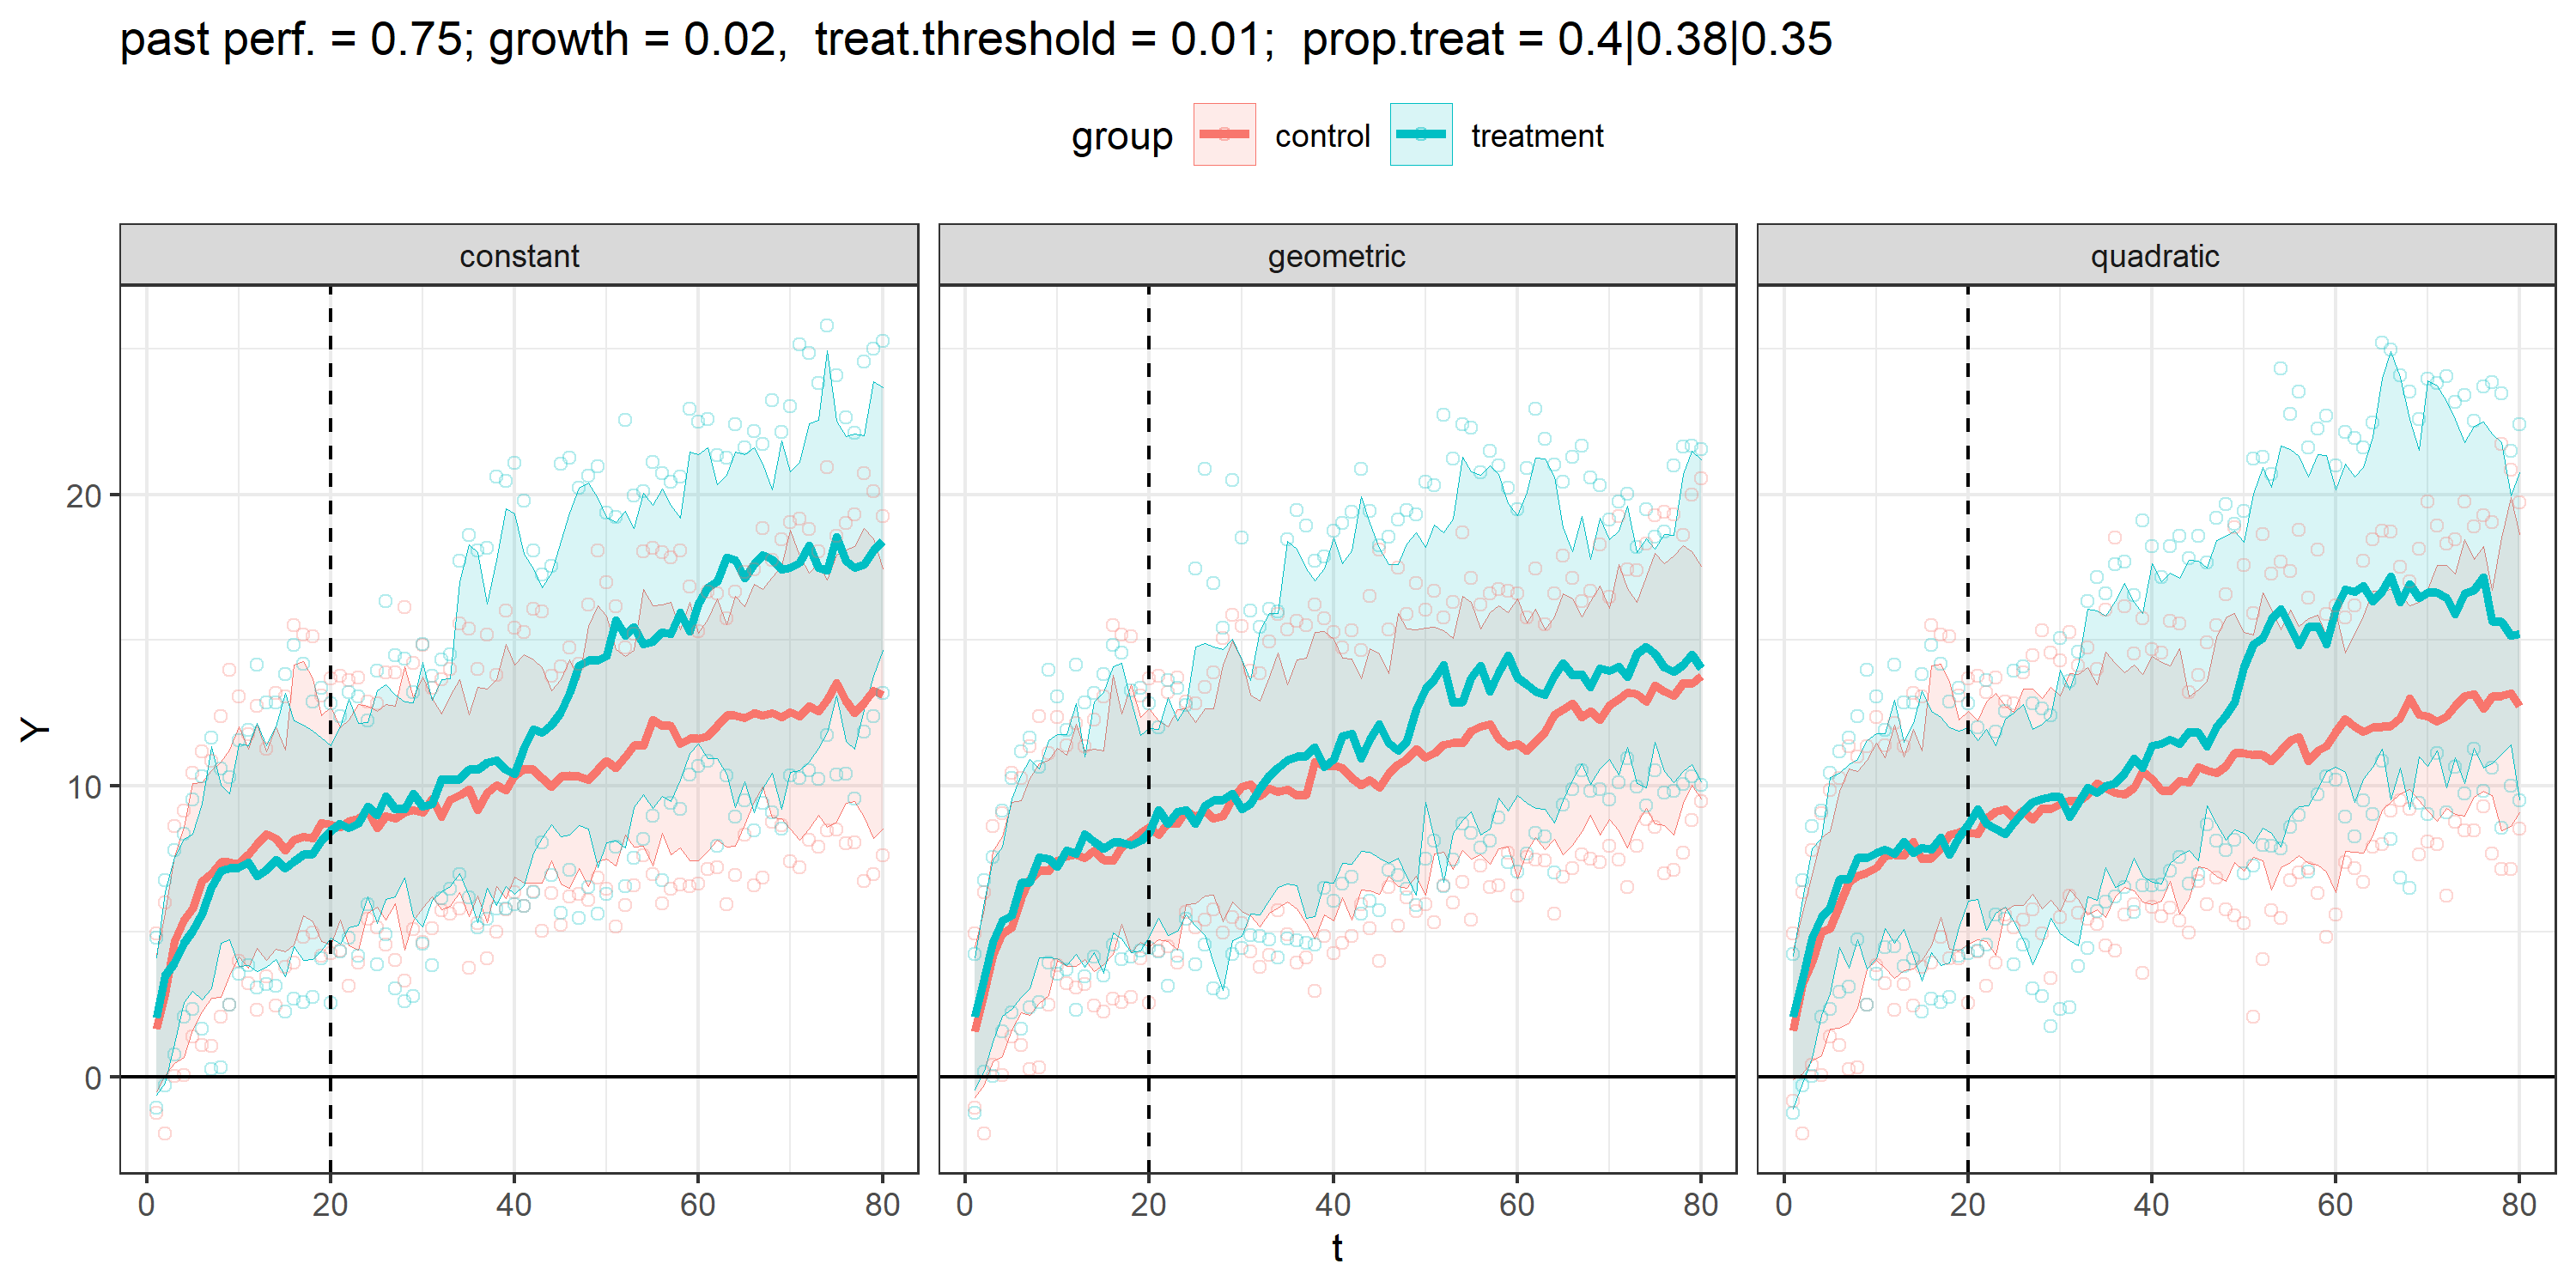 past perf. = 0.75; growth = 0.02,  treat.threshold = 0.01;  prop.treat = 0.4|0.38|0.35
group control treatment
constant geometric quadratic
Y
20
10
0
0 20 40 60 80 0 20 40 60 80 0 20 40 60 80
t